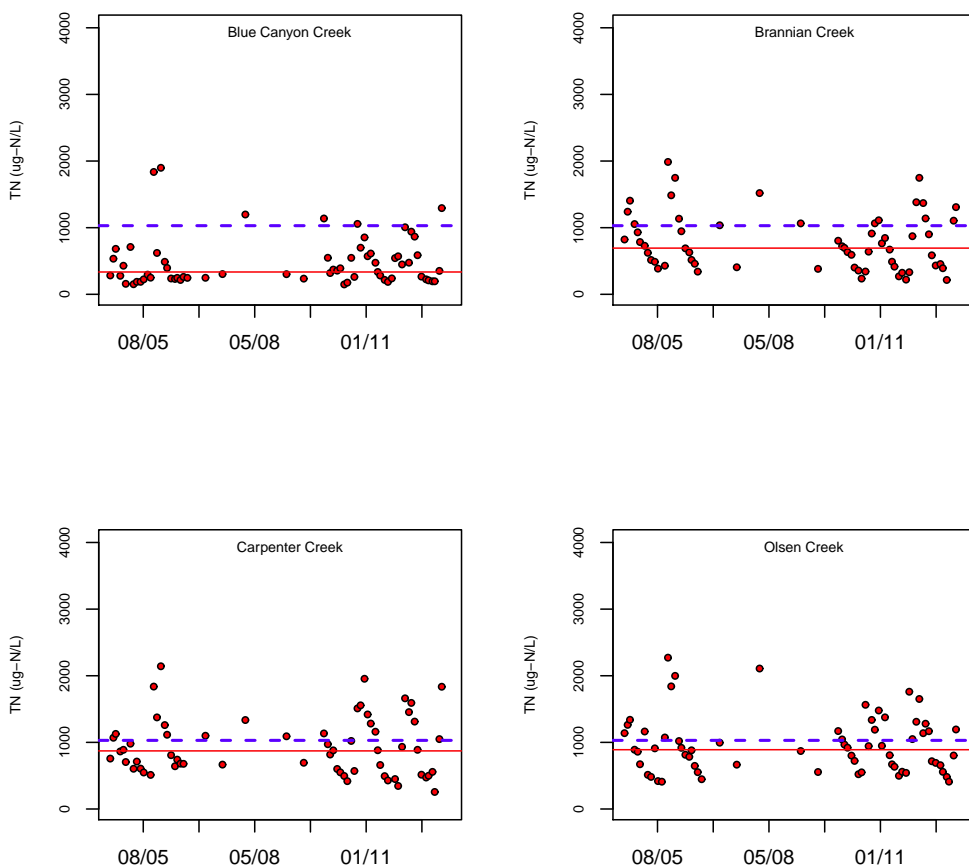 Blue Canyon Creek
TN (ug−N/L)
4000
3000
2000
1000
0
08/05 05/08 01/11
Brannian Creek
TN (ug−N/L)
4000
3000
2000
1000
0
08/05 05/08 01/11
Carpenter Creek
TN (ug−N/L)
4000
3000
2000
1000
0
08/05 05/08 01/11
Olsen Creek
TN (ug−N/L)
4000
3000
2000
1000
0
08/05 05/08 01/11